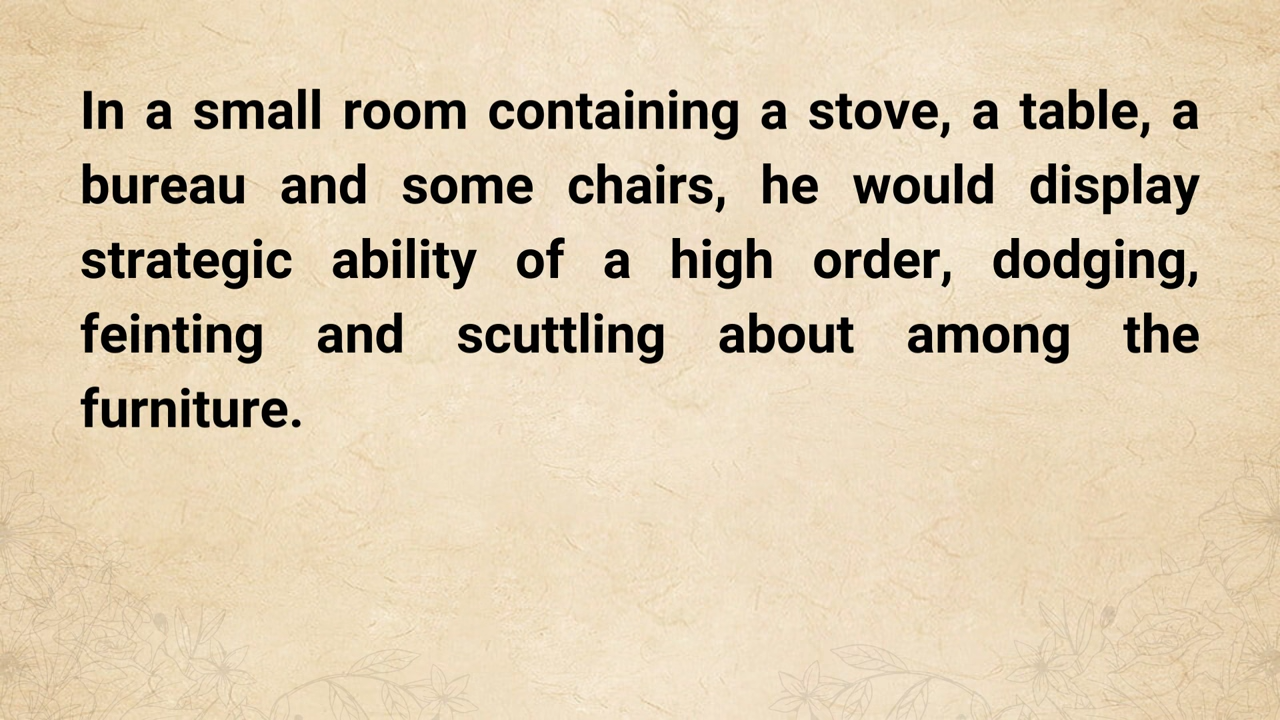 In a small room containing a stove, a table, a
bureau and some chairs, he would display
strategic ability of a high order, dodging,
feinting and scuttling about among the
furniture.